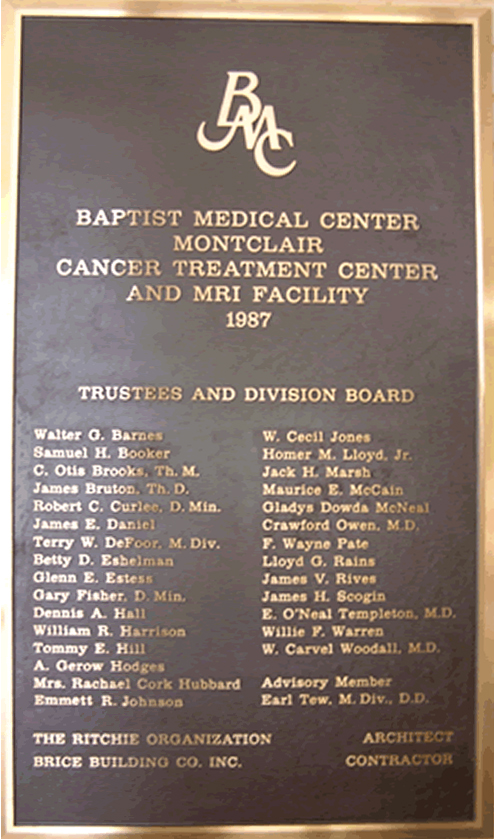 BMC
BAPTIST MEDICAL CENTER
MONTCLAIR
CANCER TREATMENT CENTER
AND MRI FACILITY
1987
TRUSTEES AND DIVISION BOARD
Walter G. Barnes
Samuel H. Booker
C. Otis Brooks, Th. M.
James Bruton, Th. D.
Robert C. Curlee, D. Min.
James E. Daniel
Terry W. DeFoor, M. Div.
Betty D. Eshelman
Glenn E. Estess
Gary Fisher, D. Min.
Dennis A. Hall
William R. Harrison
Tommy E. Hill
A. Gerow Hodges
Mrs. Rachael Cork Hubbard
Emmett R. Johnson
W. Cecil Jones
Homer M. Lloyd, Jr.
Jack H. Marsh
Maurice E. McCain
Gladys Dowda McNeal
Crawford Owen, M.D.
F. Wayne Pate
Lloyd G. Rains
James V. Rives
James H. Scogin
E. O'Neal Templeton, M.D.
Willie F. Warren
W. Carvel Woodall, M.D.
Advisory Member
Earl Tew, M. Div., D.D.
THE RITCHIE ORGANIZATION ARCHITECT
BRICE BUILDING CO. INC. CONTRACTOR